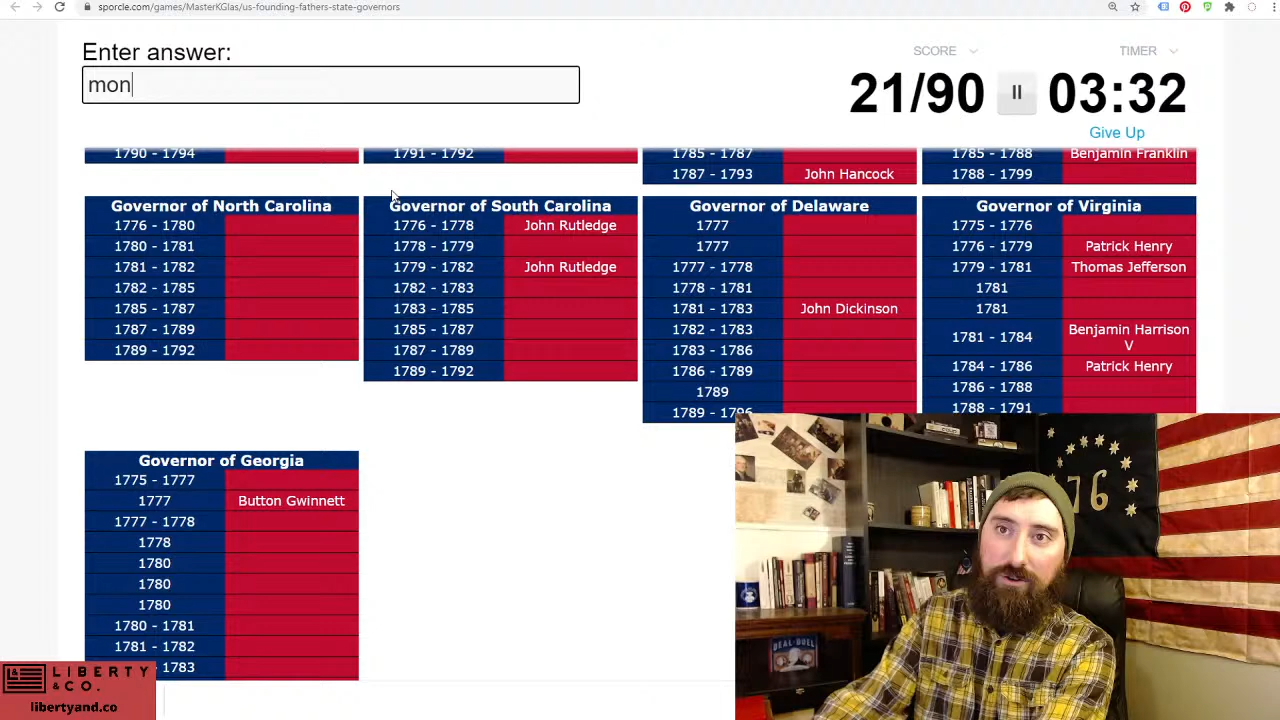 sporcle.com/games/MasterKGlas/us-founding-fathers-state-governors
Enter answer:
mon
SCORE
TIMER
21/90
03:32
Give Up
1790 - 1794
1791 - 1792
1785 - 1787
1787 - 1793 John Hancock
1785 - 1788 Benjamin Franklin
1788 - 1799
Governor of North Carolina
1776 - 1780
1780 - 1781
1781 - 1782
1782 - 1785
1785 - 1787
1787 - 1789
1789 - 1792
Governor of South Carolina
1776 - 1778 John Rutledge
1778 - 1779
1779 - 1782 John Rutledge
1782 - 1783
1783 - 1785
1785 - 1787
1787 - 1789
1789 - 1792
Governor of Delaware
1777
1777
1777 - 1778
1778 - 1781
1781 - 1783 John Dickinson
1782 - 1783
1783 - 1786
1786 - 1789
1789
1789 - 1796
Governor of Virginia
1775 - 1776
1776 - 1779 Patrick Henry
1779 - 1781 Thomas Jefferson
1781
1781
1781 - 1784 Benjamin Harrison
V
1784 - 1786 Patrick Henry
1786 - 1788
1788 - 1791
Governor of Georgia
1775 - 1777
1777 Button Gwinnett
1777 - 1778
1778
1780
1780
1780
1780 - 1781
1781 - 1782
- 1783
LIBERTY
& CO.
libertyand.co
76
DEAL-BOEL